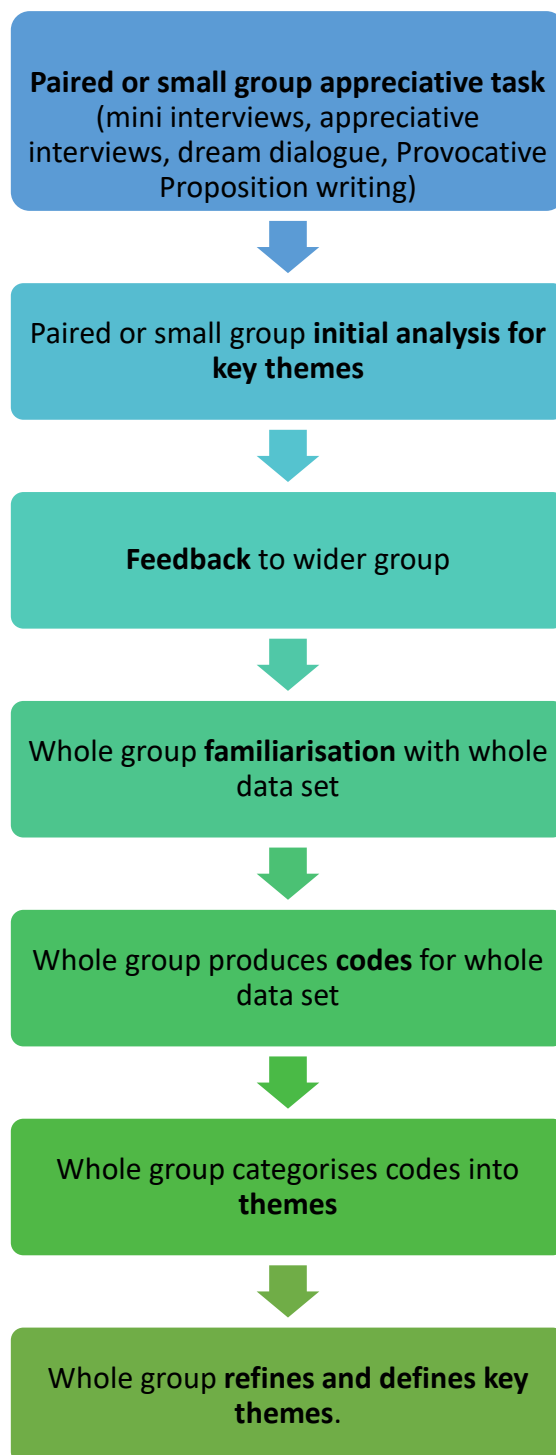 Paired or small group appreciative task
(mini interviews, appreciative
interviews, dream dialogue, Provocative
Proposition writing)
Paired or small group initial analysis for
key themes
Feedback to wider group
Whole group familiarisation with whole
data set
Whole group produces codes for whole
data set
Whole group categorises codes into
themes
Whole group refines and defines key
themes.